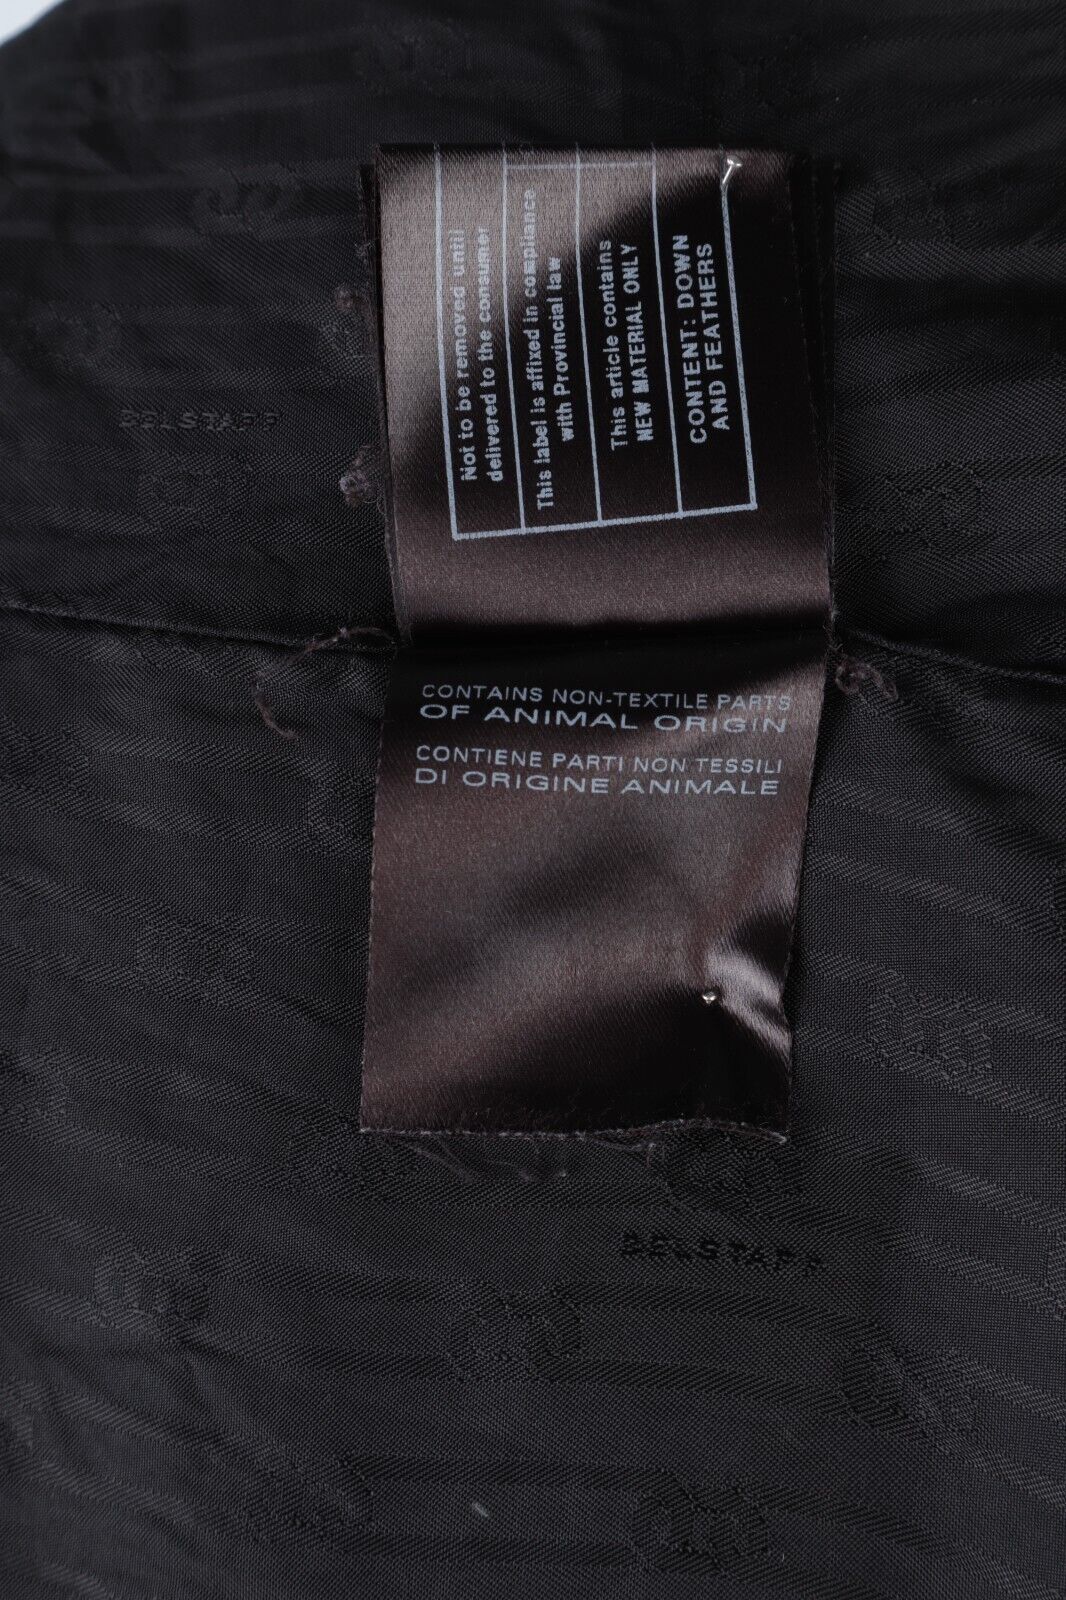 Not to be removed until
delivered to the consumer
This label is affixed in compliance
with Provincial law
This article contains
NEW MATERIAL ONLY
CONTENT: DOWN
AND FEATHERS
BELSTAFF
CONTAINS NON-TEXTILE PARTS
OF ANIMAL ORIGIN
CONTIENE PARTI NON TESSILI
DI ORIGINE ANIMALE
BELSTAFF